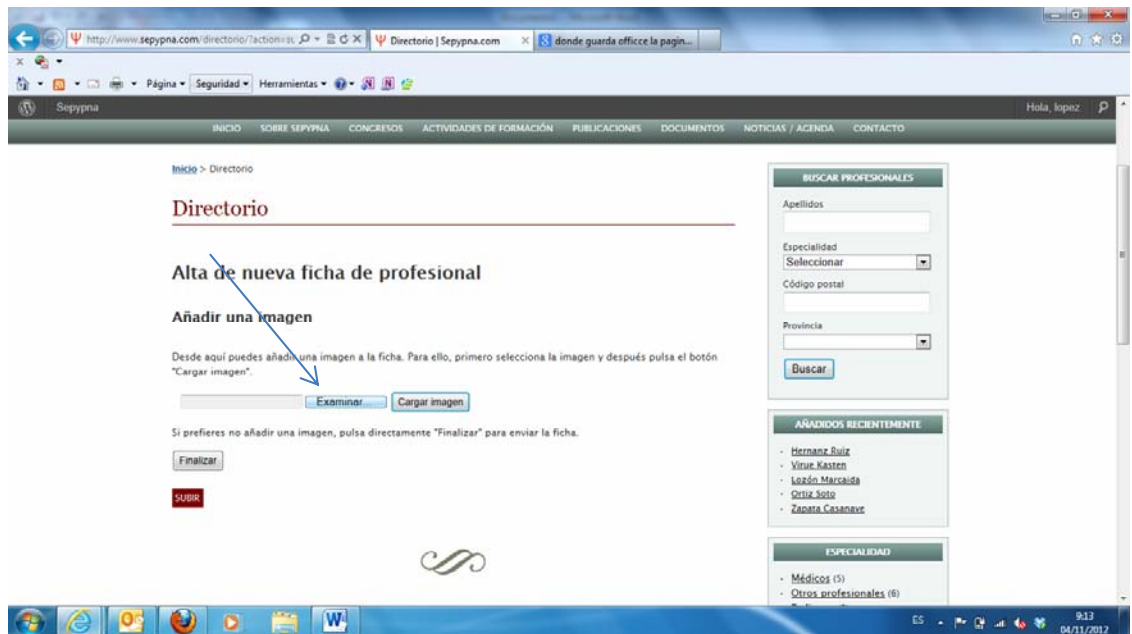 http://www.sepypna.com/directorio/?action=su
Directorio | Sepypna.com
donde guarda officce la pagin...
Página
Seguridad
Herramientas
Sepypna
Hola, lopez
INICIO SOBRE SEPYPNA CONGRESOS ACTIVIDADES DE FORMACIÓN PUBLICACIONES DOCUMENTOS NOTICIAS / AGENDA CONTACTO
Inicio > Directorio
Directorio
Alta de nueva ficha de profesional
Añadir una imagen
Desde aquí puedes añadir una imagen a la ficha. Para ello, primero selecciona la imagen y después pulsa el botón
"Cargar imagen".
Examinar... Cargar imagen
Si prefieres no añadir una imagen, pulsa directamente "Finalizar" para enviar la ficha.
Finalizar
SUBIR
BUSCAR PROFESIONALES
Apellidos
Especialidad
Seleccionar
Código postal
Provincia
Buscar
AÑADIDOS RECIENTEMENTE
Hernanz Ruiz
Virue Kasten
Lozón Marcaida
Ortiz Soto
Zapata Casanave
ESPECIALIDAD
Médicos (5)
Otros profesionales (6)
ES
9:13
04/11/2012